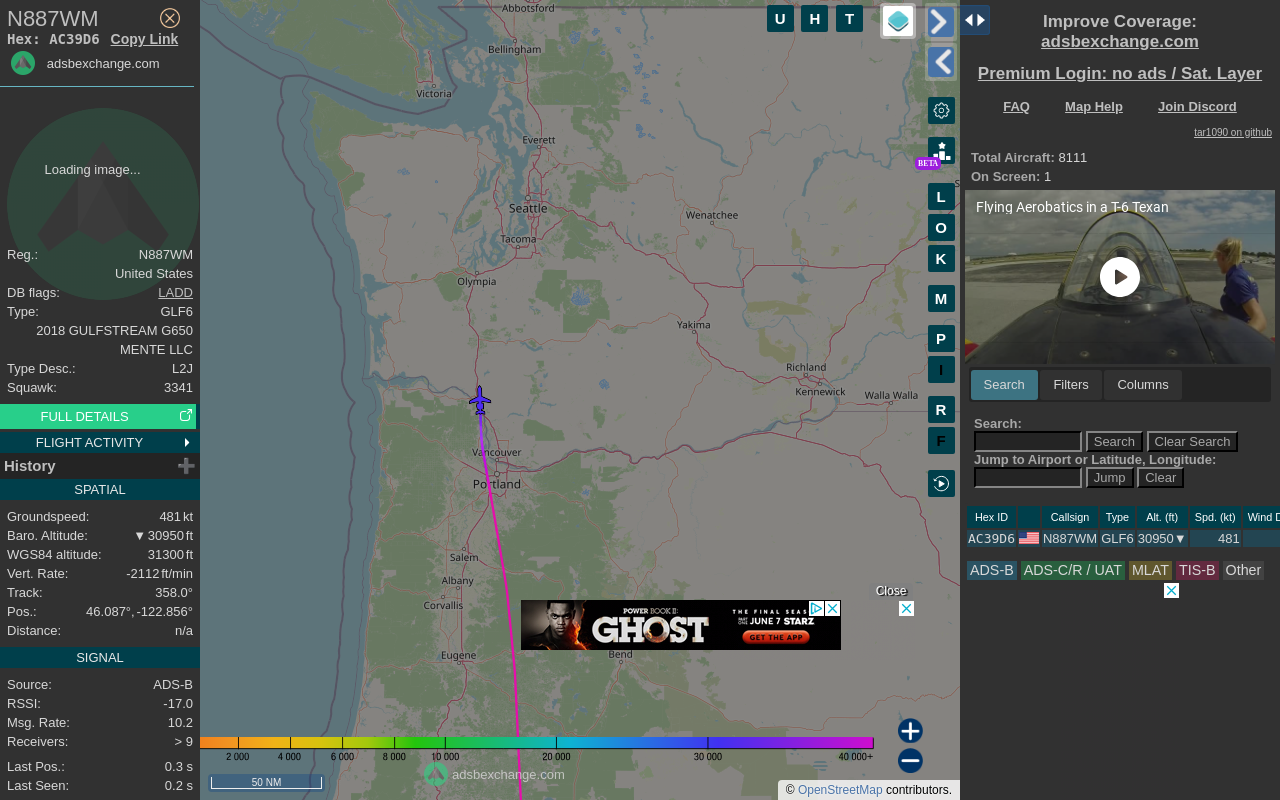 N887WM
Hex: AC39D6 Copy Link
adsbexchange.com
Loading image...
Reg.: N887WM
United States
DB flags: LADD
Type: GLF6
2018 GULFSTREAM G650
MENTE LLC
Type Desc.: L2J
Squawk: 3341
FULL DETAILS
FLIGHT ACTIVITY
History
SPATIAL
Groundspeed: 481 kt
Baro. Altitude: ▼ 30950 ft
WGS84 altitude: 31300 ft
Vert. Rate: -2112 ft/min
Track: 358.0°
Pos.: 46.087°, -122.856°
Distance: n/a
SIGNAL
Source: ADS-B
RSSI: -17.0
Msg. Rate: 10.2
Receivers: > 9
Last Pos.: 0.3 s
Last Seen: 0.2 s
Abbotsford
Bellingham
Victoria
Everett
Seattle
Wenatchee
Tacoma
Olympia
Yakima
Richland
Kennewick
Walla Walla
Vancouver
Portland
Salem
Albany
Corvallis
Eugene
Bend
U H T
BETA
L
O
K
M
P
I
R
F
Close
POWER BOOK II:
GHOST
THE FINAL SEAS
JUNE 7 STARZ
GET THE APP
2 000 4 000 6 000 8 000 10 000 20 000 30 000 40 000+
50 NM
adsbexchange.com
© OpenStreetMap contributors.
Improve Coverage:
adsbexchange.com
Premium Login: no ads / Sat. Layer
FAQ Map Help Join Discord
tar1090 on github
Total Aircraft: 8111
On Screen: 1
Flying Aerobatics in a T-6 Texan
Search Filters Columns
Search:
Search Clear Search
Jump to Airport or Latitude, Longitude:
Jump Clear
Hex ID Callsign Type Alt. (ft) Spd. (kt) Wind D
AC39D6 N887WM GLF6 30950▼ 481
ADS-B ADS-C/R / UAT MLAT TIS-B Other